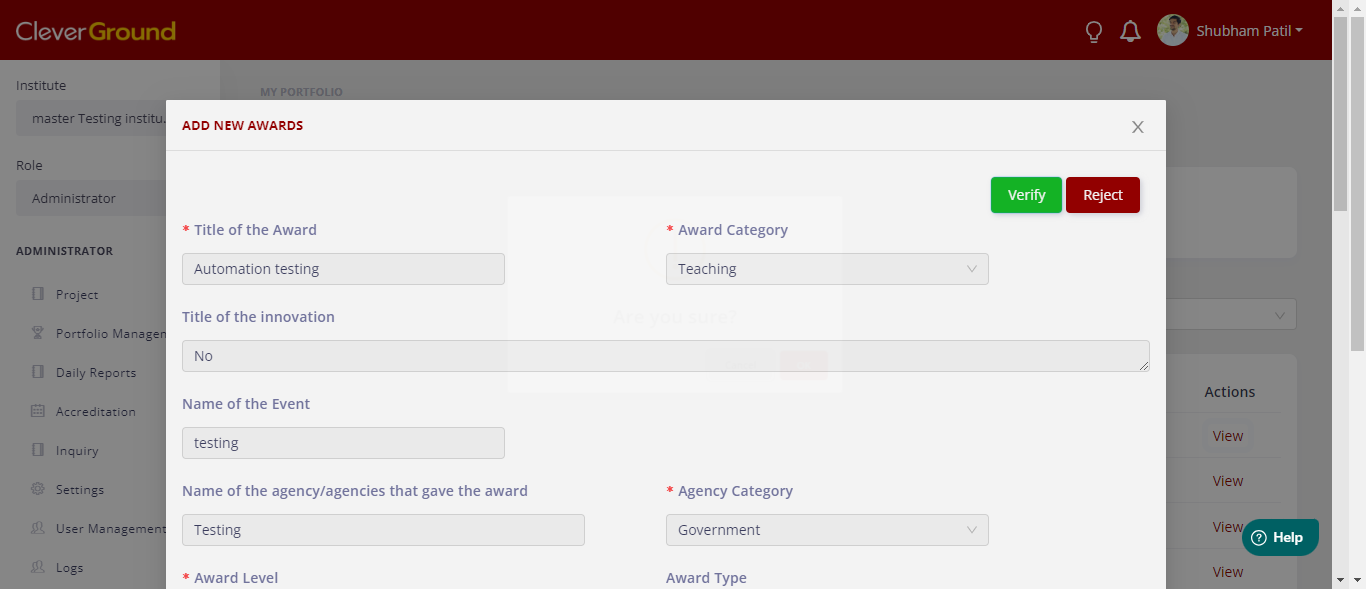 CleverGround
Shubham Patil
Institute
MY PORTFOLIO
master Testing institu.
ADD NEW AWARDS
Role
Administrator
Verify
Reject
* Title of the Award
* Award Category
ADMINISTRATOR
Automation testing
Teaching
Project
Title of the innovation
Are you sure?
Portfolio Managem
No
Daily Reports
Actions
Name of the Event
Accreditation
View
Inquiry
testing
View
Settings
Name of the agency/agencies that gave the award
* Agency Category
User Management
Testing
Government
View
Help
Logs
View
* Award Level
Award Type